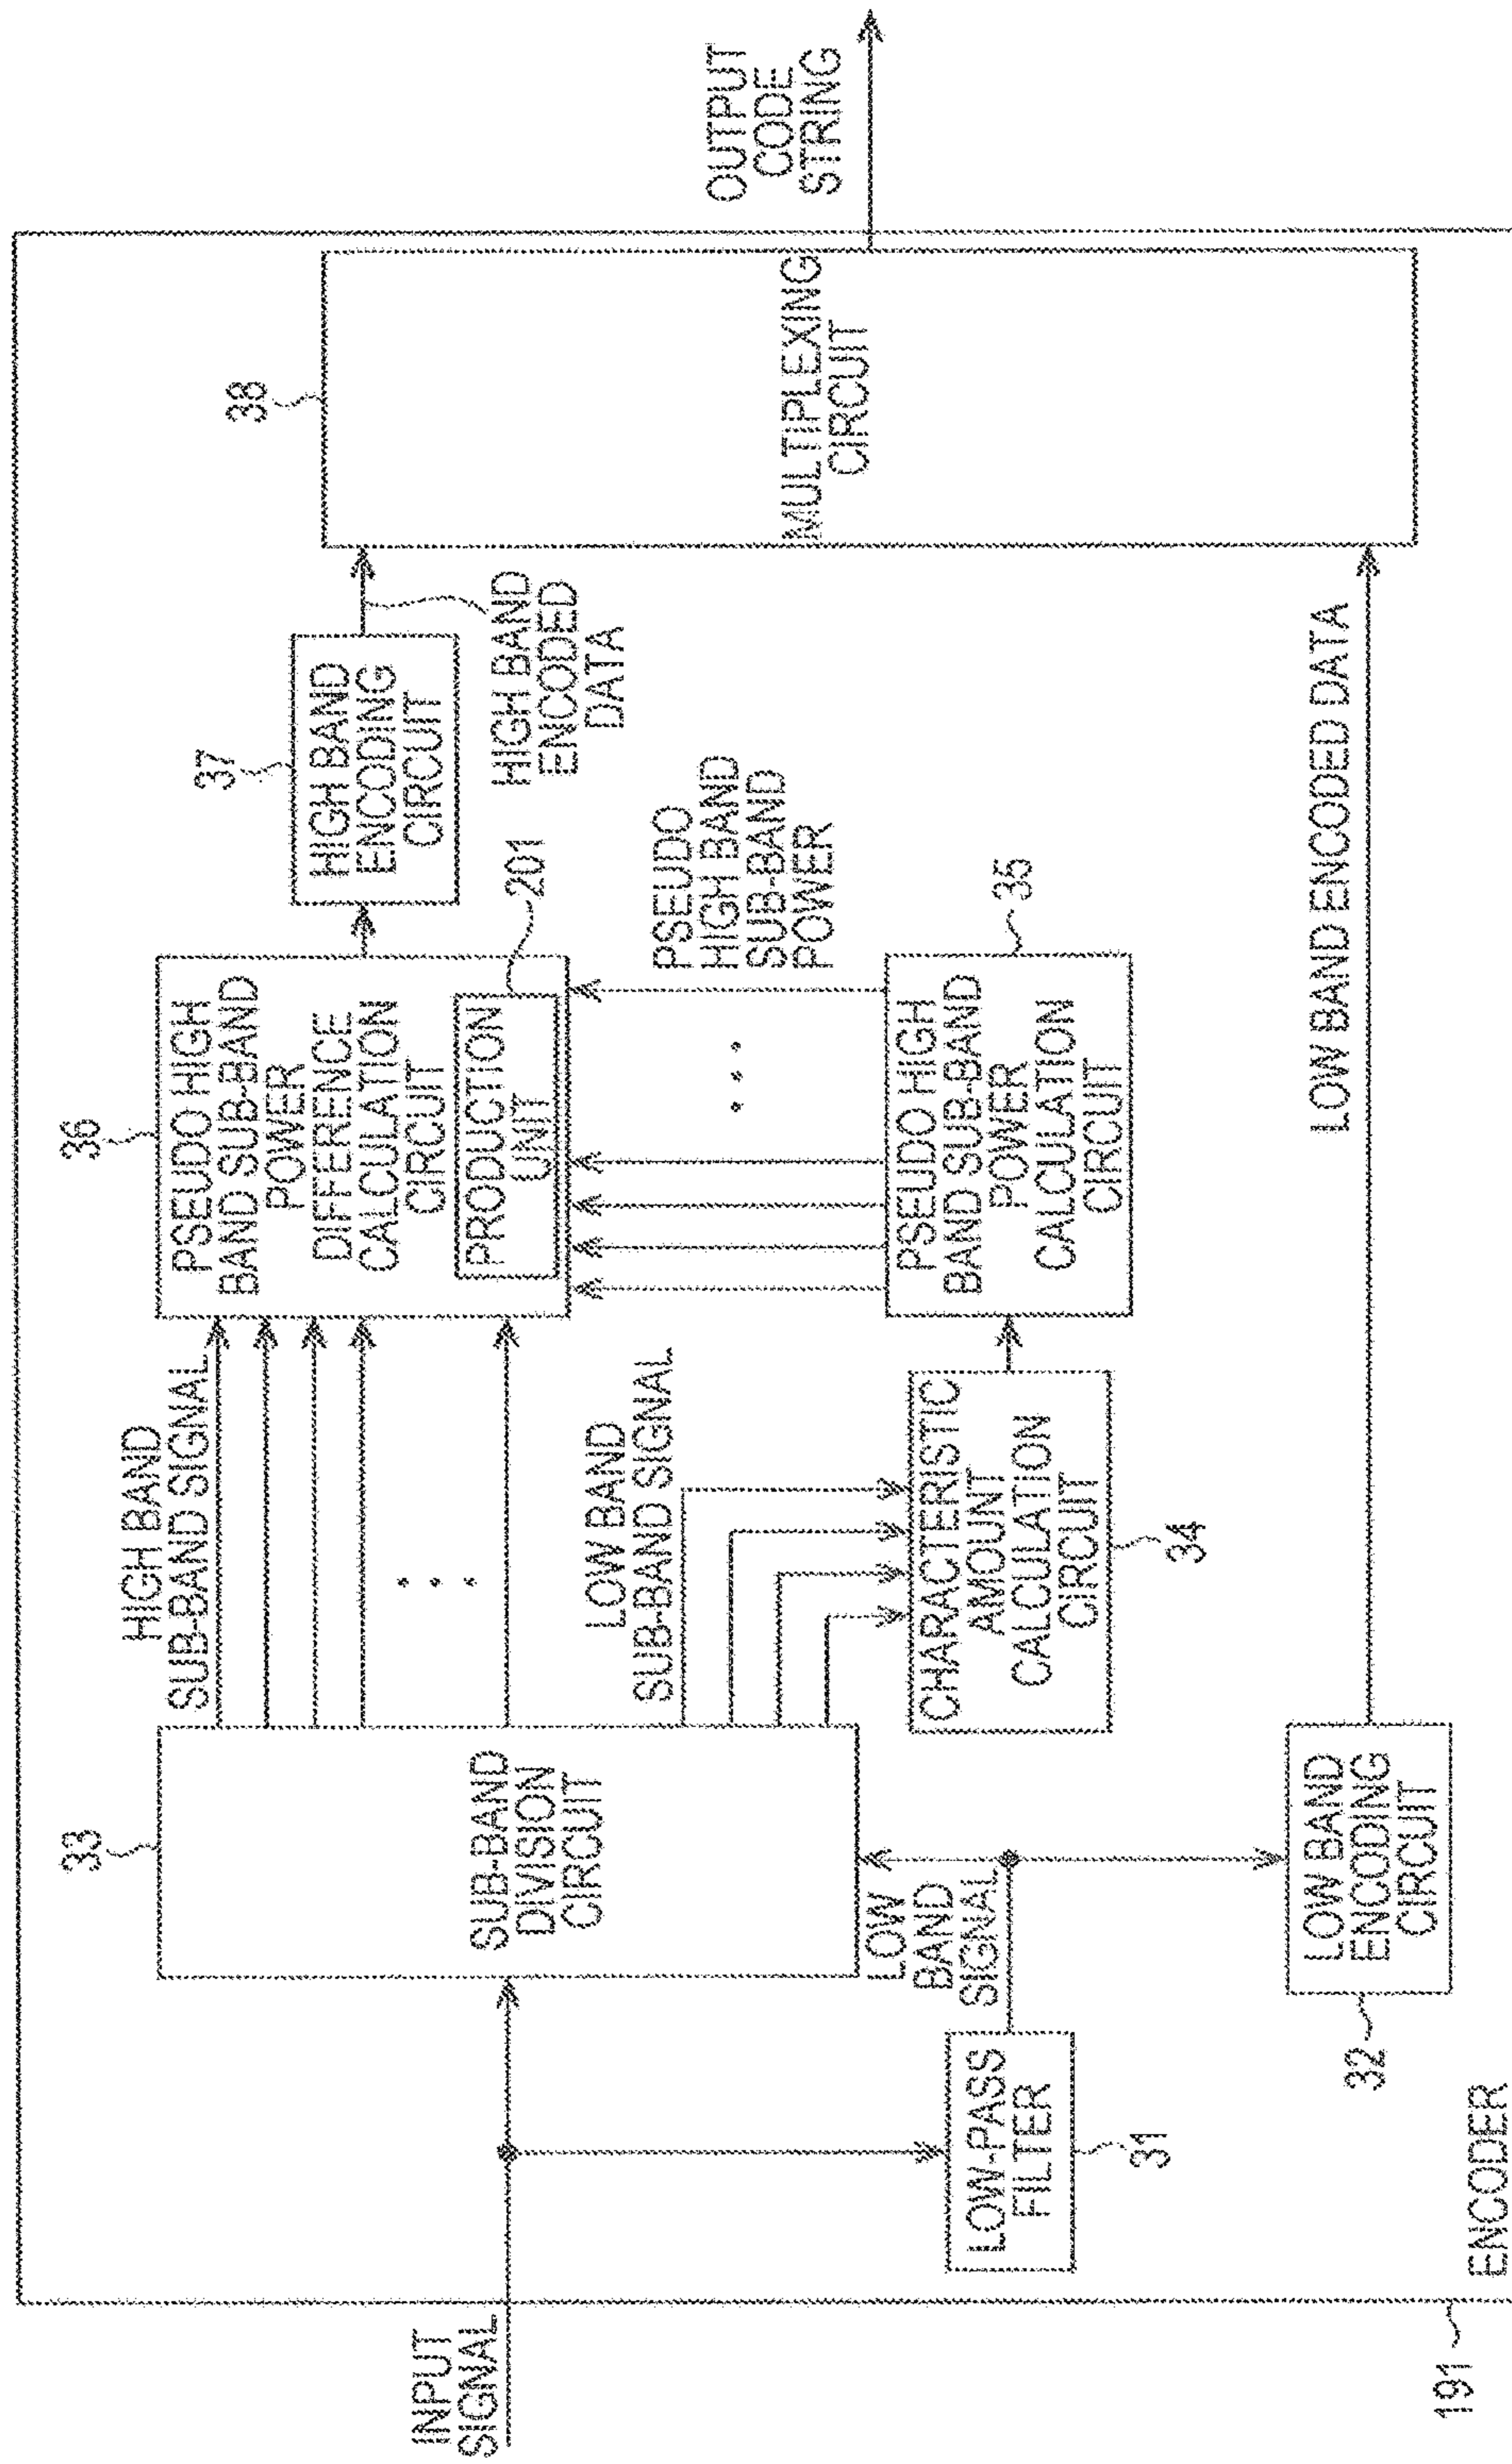 INPUT
SIGNAL
191
ENCODER
33
SUB-BAND
DIVISION
CIRCUIT
LOW
BAND
SIGNAL
LOW-PASS
FILTER
31
32
LOW BAND
ENCODING
CIRCUIT
HIGH BAND
SUB-BAND SIGNAL
LOW BAND
SUB-BAND SIGNAL
CHARACTERISTIC
AMOUNT
CALCULATION
CIRCUIT
34
36
PSEUDO HIGH
BAND SUB-BAND
POWER
DIFFERENCE
CALCULATION
CIRCUIT
PRODUCTION
UNIT
201
PSEUDO
HIGH BAND
SUB-BAND
POWER
35
PSEUDO HIGH
BAND SUB-BAND
POWER
CALCULATION
CIRCUIT
37
HIGH BAND
ENCODING
CIRCUIT
HIGH BAND
ENCODED
DATA
LOW BAND ENCODED DATA
38
MULTIPLEXING
CIRCUIT
OUTPUT
CODE
STRING